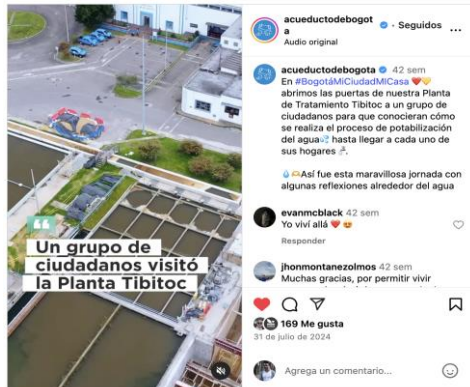 Un grupo de
ciudadanos visitó
la Planta Tibitoc
acueductodebogot
a
· Seguidos
Audio original
acueductodebogota 42 sem
En #BogotáMiCiudadMiCasa ❤️💛
abrimos las puertas de nuestra Planta
de Tratamiento Tibitoc a un grupo de
ciudadanos para que conocieran cómo
se realiza el proceso de potabilización
del agua💦 hasta llegar a cada uno de
sus hogares 🚰.
💧🫶Así fue esta maravillosa jornada con
algunas reflexiones alrededor del agua
evanmcblack 42 sem
Yo viví allá ❤️😍
Responder
jhonmontanezolmos 42 sem
Muchas gracias, por permitir vivir
169 Me gusta
31 de julio de 2024
Agrega un comentario...